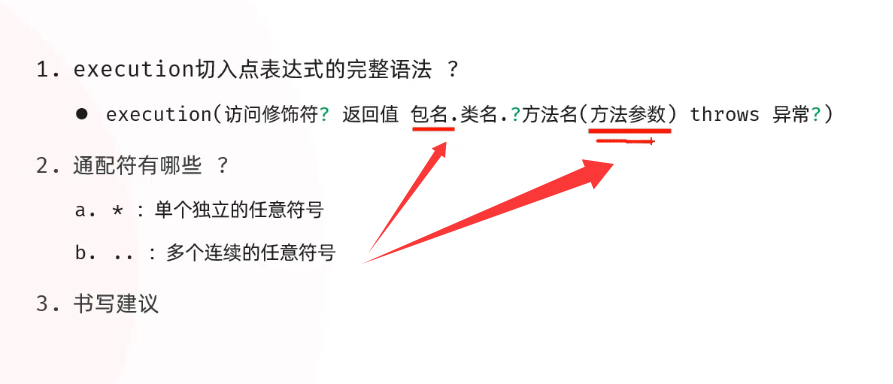 1. execution切入点表达式的完整语法 ？
● execution(访问修饰符? 返回值 包名.类名.?方法名(方法参数) throws 异常?)
2. 通配符有哪些 ？
a. * ：单个独立的任意符号
b. .. ：多个连续的任意符号
3. 书写建议